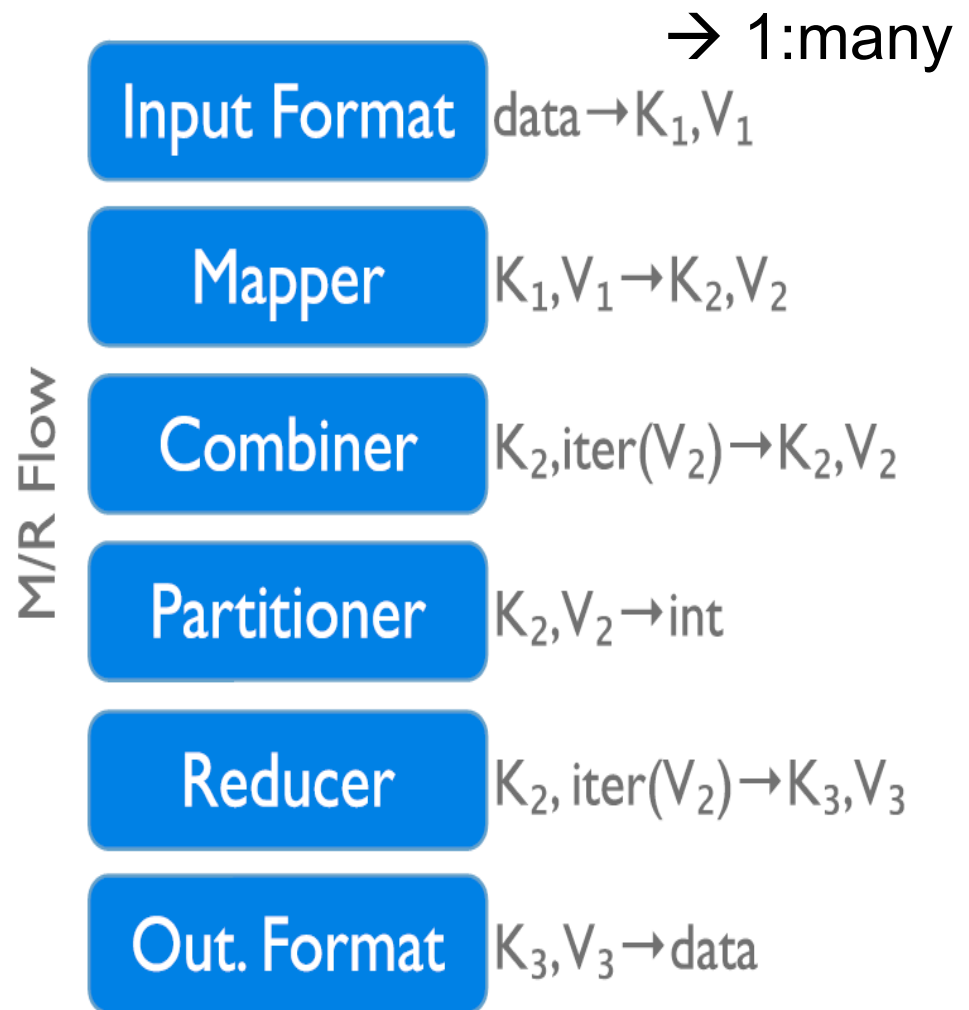 → 1:many
Input Format data→K₁,V₁
Mapper K₁,V₁→K₂,V₂
M/R Flow
Combiner K₂,iter(V₂)→K₂,V₂
Partitioner K₂,V₂→int
Reducer K₂, iter(V₂)→K₃,V₃
Out. Format K₃,V₃→data